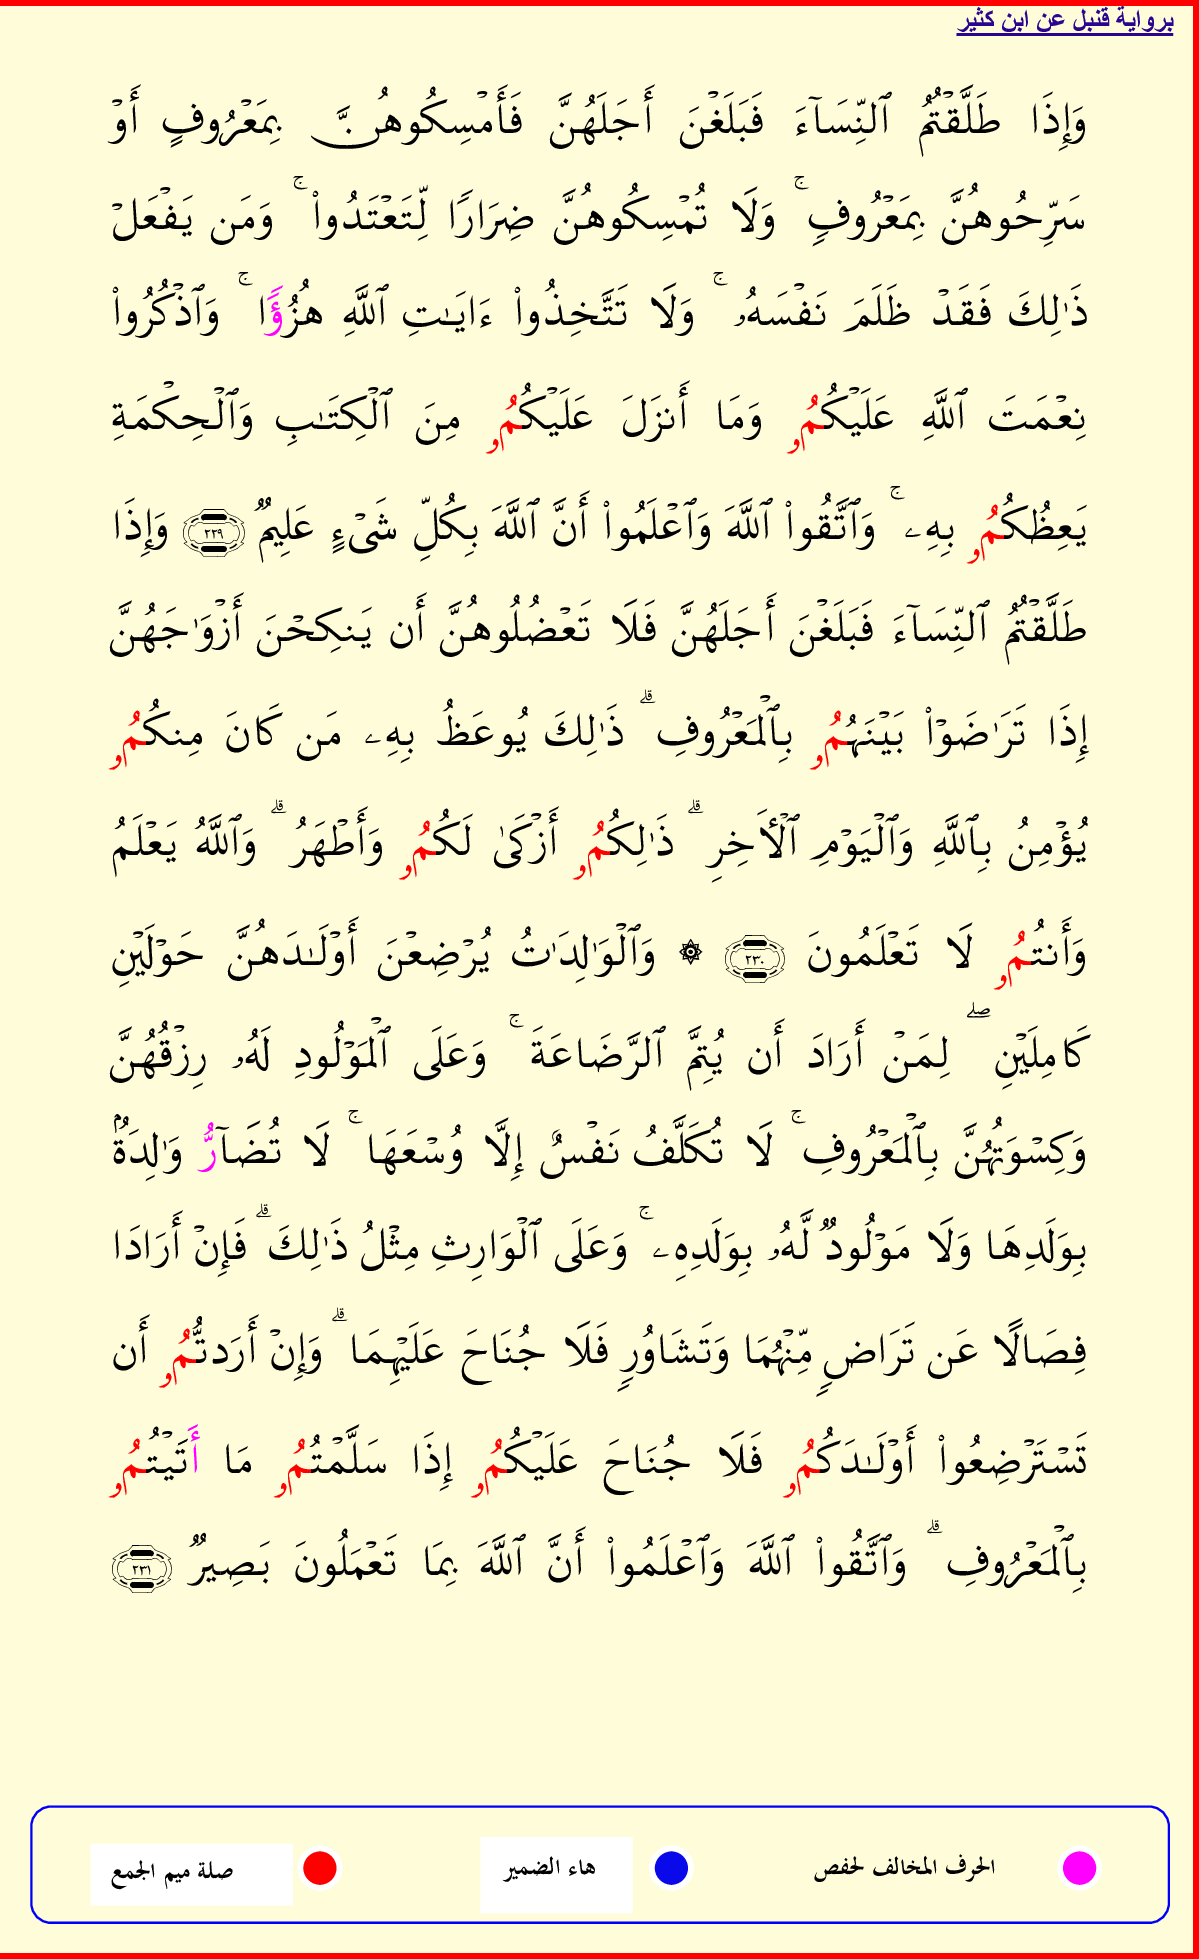 برواية قنبل عن ابن كثير
وَإِذَا طَلَّقْتُمُ ٱلنِّسَآءَ فَبَلَغْنَ أَجَلَهُنَّ فَأَمْسِكُوهُنَّ بِمَعْرُوفٍ أَوْ
سَرِّحُوهُنَّ بِمَعْرُوفٍ ۚ وَلَا تُمْسِكُوهُنَّ ضِرَارًا لِّتَعْتَدُوا۟ ۚ وَمَن يَفْعَلْ
ذَٰلِكَ فَقَدْ ظَلَمَ نَفْسَهُۥ ۚ وَلَا تَتَّخِذُوا۟ ءَايَـٰتِ ٱللَّهِ هُزُؤًا ۚ وَٱذْكُرُوا۟
نِعْمَتَ ٱللَّهِ عَلَيْكُمُۥ وَمَا أَنزَلَ عَلَيْكُمُۥ مِنَ ٱلْكِتَـٰبِ وَٱلْحِكْمَةِ
يَعِظُكُمُۥ بِهِۦ ۚ وَٱتَّقُوا۟ ٱللَّهَ وَٱعْلَمُوا۟ أَنَّ ٱللَّهَ بِكُلِّ شَىْءٍ عَلِيمٌ ٢٢٩ وَإِذَا
طَلَّقْتُمُ ٱلنِّسَآءَ فَبَلَغْنَ أَجَلَهُنَّ فَلَا تَعْضُلُوهُنَّ أَن يَنكِحْنَ أَزْوَٰجَهُنَّ
إِذَا تَرَٰضَوْا۟ بَيْنَهُمُۥ بِٱلْمَعْرُوفِ ۗ ذَٰلِكَ يُوعَظُ بِهِۦ مَن كَانَ مِنكُمُۥ
يُؤْمِنُ بِٱللَّهِ وَٱلْيَوْمِ ٱلْأَخِرِ ۗ ذَٰلِكُمُۥ أَزْكَىٰ لَكُمُۥ وَأَطْهَرُ ۗ وَٱللَّهُ يَعْلَمُ
وَأَنتُمُۥ لَا تَعْلَمُونَ ٢٣٠ ۞ وَٱلْوَٰلِدَٰتُ يُرْضِعْنَ أَوْلَـٰدَهُنَّ حَوْلَيْنِ
كَامِلَيْنِ ۖ لِمَنْ أَرَادَ أَن يُتِمَّ ٱلرَّضَاعَةَ ۚ وَعَلَى ٱلْمَوْلُودِ لَهُۥ رِزْقُهُنَّ
وَكِسْوَتُهُنَّ بِٱلْمَعْرُوفِ ۚ لَا تُكَلَّفُ نَفْسٌ إِلَّا وُسْعَهَا ۚ لَا تُضَآرُّ وَٰلِدَةُۢ
بِوَلَدِهَا وَلَا مَوْلُودٌ لَّهُۥ بِوَلَدِهِۦ ۚ وَعَلَى ٱلْوَارِثِ مِثْلُ ذَٰلِكَ ۗ فَإِنْ أَرَادَا
فِصَالًا عَن تَرَاضٍ مِّنْهُمَا وَتَشَاوُرٍ فَلَا جُنَاحَ عَلَيْهِمَا ۗ وَإِنْ أَرَدتُّمُۥ أَن
تَسْتَرْضِعُوا۟ أَوْلَـٰدَكُمُۥ فَلَا جُنَاحَ عَلَيْكُمُۥ إِذَا سَلَّمْتُمُۥ مَا أَتَيْتُمُۥ
بِٱلْمَعْرُوفِ ۗ وَٱتَّقُوا۟ ٱللَّهَ وَٱعْلَمُوا۟ أَنَّ ٱللَّهَ بِمَا تَعْمَلُونَ بَصِيرٌ ٢٣١
الحرف المخالف لحفص هاء الضمير صلة ميم الجمع